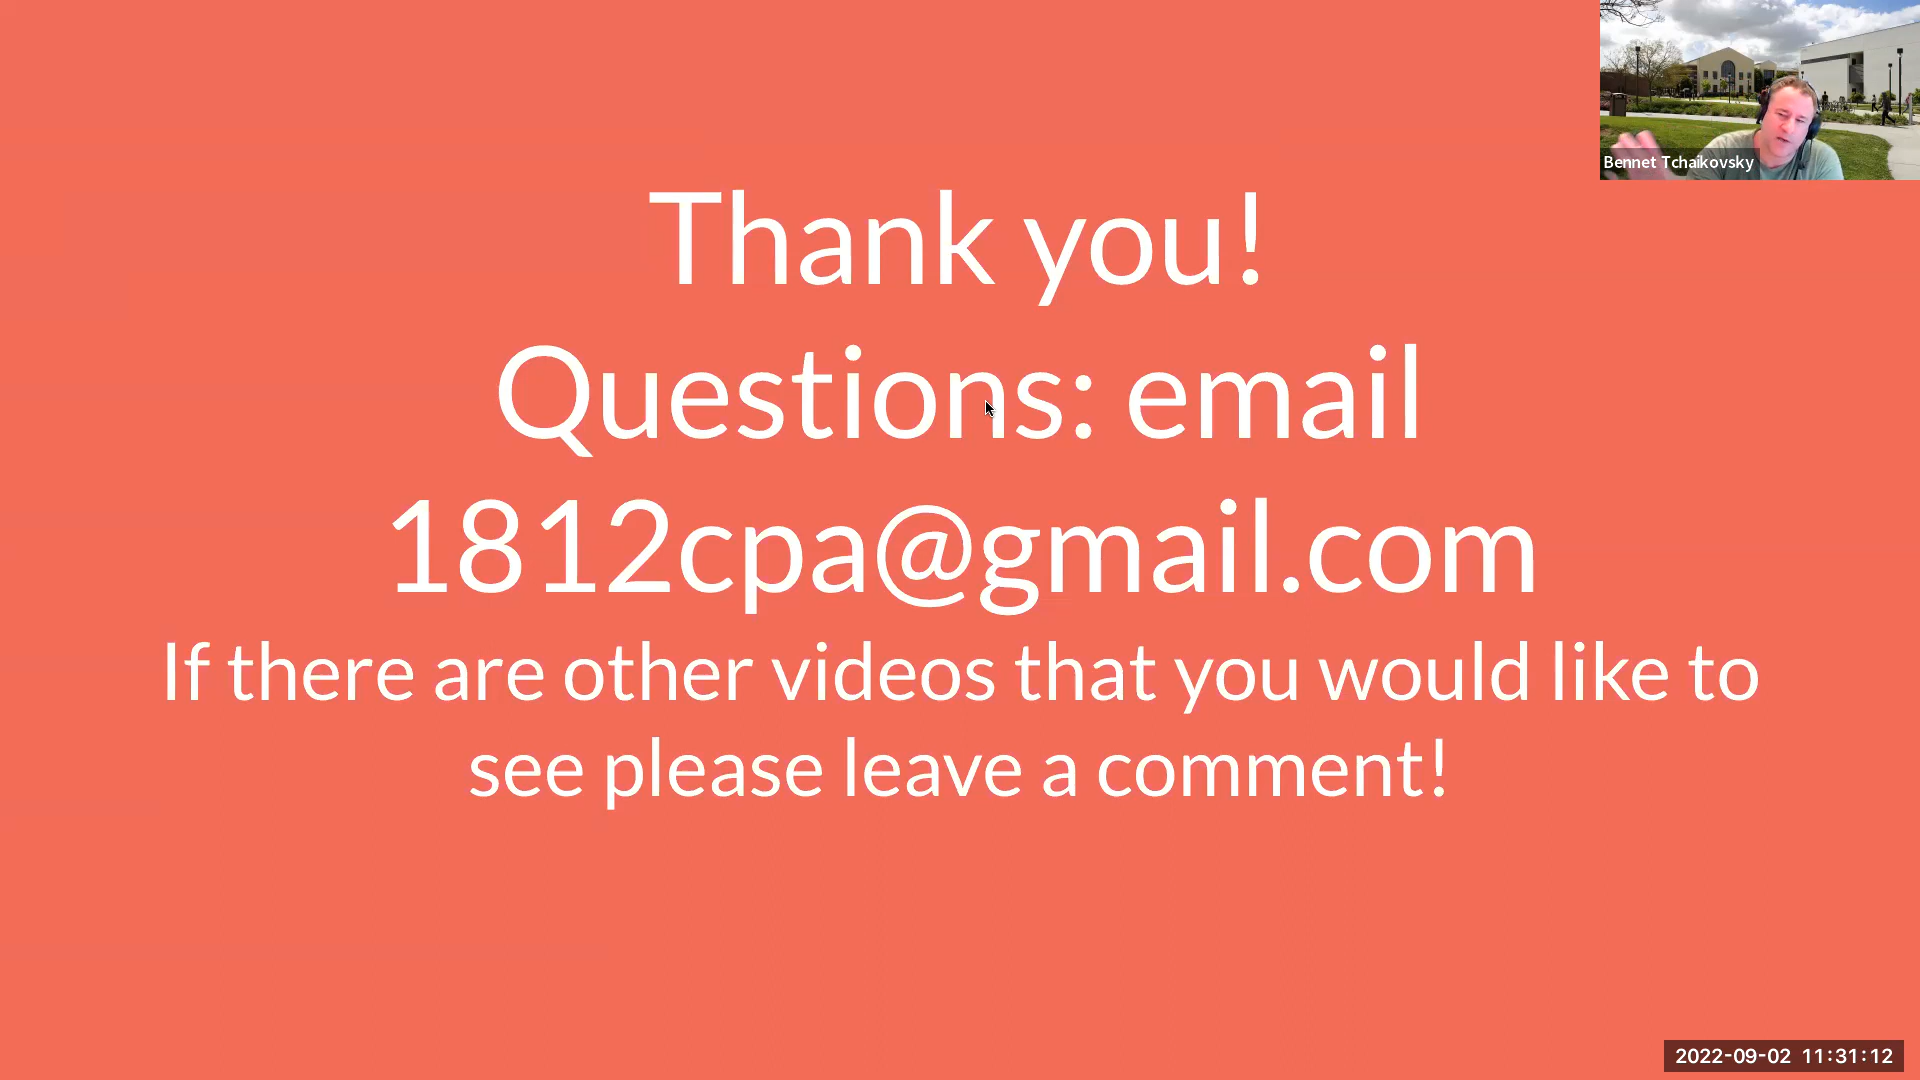 Bennet Tchaikovsky
Thank you!
Questions: email
1812cpa@gmail.com
If there are other videos that you would like to
see please leave a comment!
2022-09-02 11:31:12